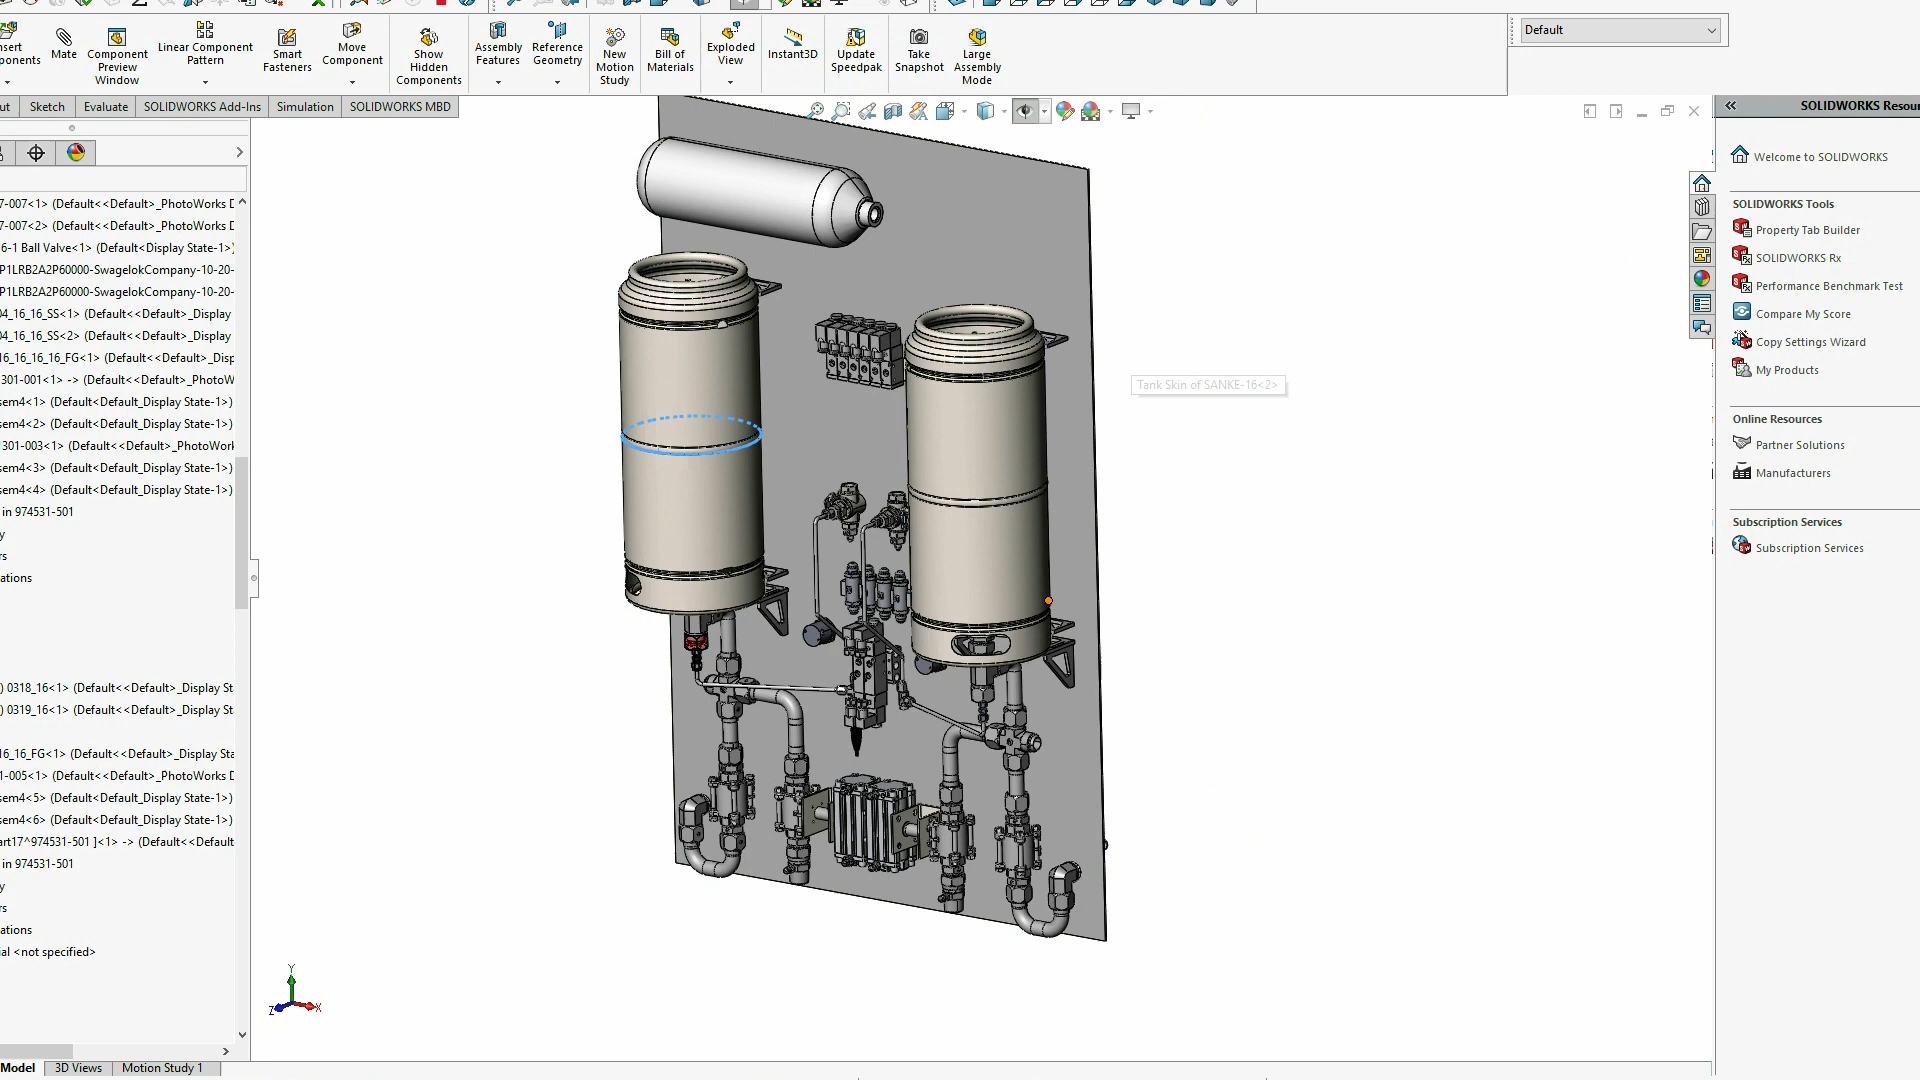 nsert
ponents
Mate
Component
Preview
Window
Linear Component
Pattern
Smart
Fasteners
Move
Component
Show
Hidden
Components
Assembly
Features
Reference
Geometry
New
Motion
Study
Bill of
Materials
Exploded
View
Instant3D
Update
Speedpak
Take
Snapshot
Large
Assembly
Mode
Default
ut
Sketch
Evaluate
SOLIDWORKS Add-Ins
Simulation
SOLIDWORKS MBD
7-007<1> (Default<<Default>_PhotoWorks D
7-007<2> (Default<<Default>_PhotoWorks D
6-1 Ball Valve<1> (Default<Display State-1>)
P1LRB2A2P60000-SwagelokCompany-10-20-
P1LRB2A2P60000-SwagelokCompany-10-20-
04_16_16_SS<1> (Default<<Default>_Display
04_16_16_SS<2> (Default<<Default>_Display
16_16_16_16_FG<1> (Default<<Default>_Disp
301-001<1> -> (Default<<Default>_PhotoW
sem4<1> (Default<Default_Display State-1>)
sem4<2> (Default<Default_Display State-1>)
301-003<1> (Default<<Default>_PhotoWork
sem4<3> (Default<Default_Display State-1>)
sem4<4> (Default<Default_Display State-1>)
in 974531-501
y
rs
ations
) 0318_16<1> (Default<<Default>_Display St
) 0319_16<1> (Default<<Default>_Display St
16_16_FG<1> (Default<<Default>_Display Sta
1-005<1> (Default<<Default>_PhotoWorks D
sem4<5> (Default<Default_Display State-1>)
sem4<6> (Default<Default_Display State-1>)
art17^974531-501 ]<1> -> (Default<<Default
in 974531-501
y
rs
ations
ial <not specified>
Tank Skin of SANKE-16<2>
Y
Z
X
Model
3D Views
Motion Study 1
SOLIDWORKS Resour
Welcome to SOLIDWORKS
SOLIDWORKS Tools
Property Tab Builder
SOLIDWORKS Rx
Performance Benchmark Test
Compare My Score
Copy Settings Wizard
My Products
Online Resources
Partner Solutions
Manufacturers
Subscription Services
Subscription Services